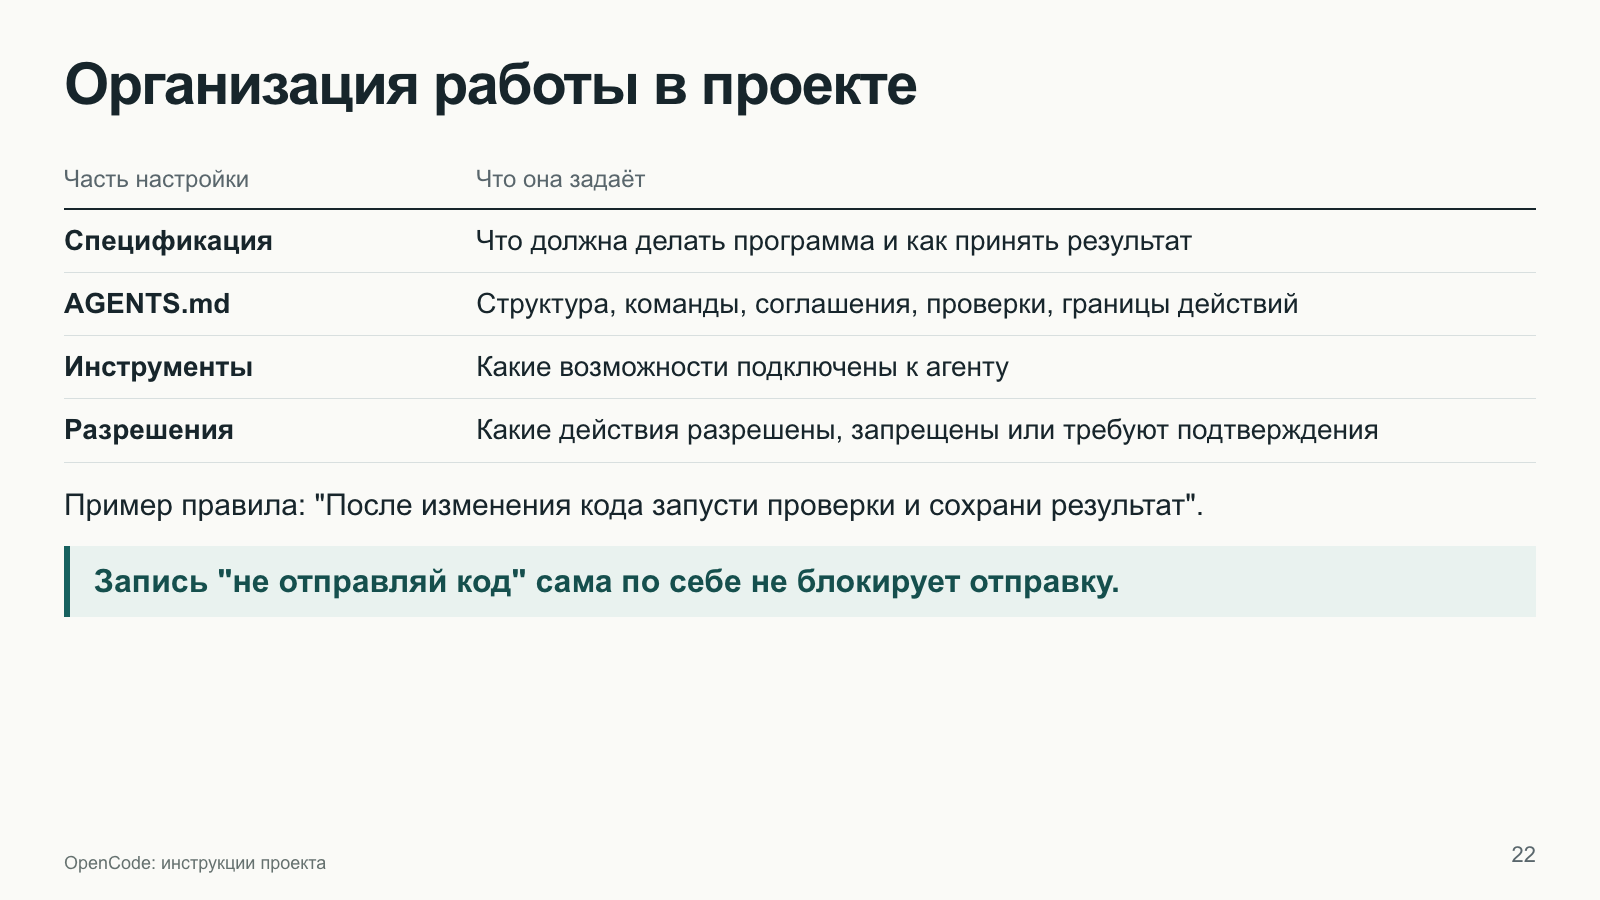 Организация работы в проекте
Часть настройки Что она задаёт
Спецификация Что должна делать программа и как принять результат
AGENTS.md Структура, команды, соглашения, проверки, границы действий
Инструменты Какие возможности подключены к агенту
Разрешения Какие действия разрешены, запрещены или требуют подтверждения
Пример правила: "После изменения кода запусти проверки и сохрани результат".
Запись "не отправляй код" сама по себе не блокирует отправку.
OpenCode: инструкции проекта
22